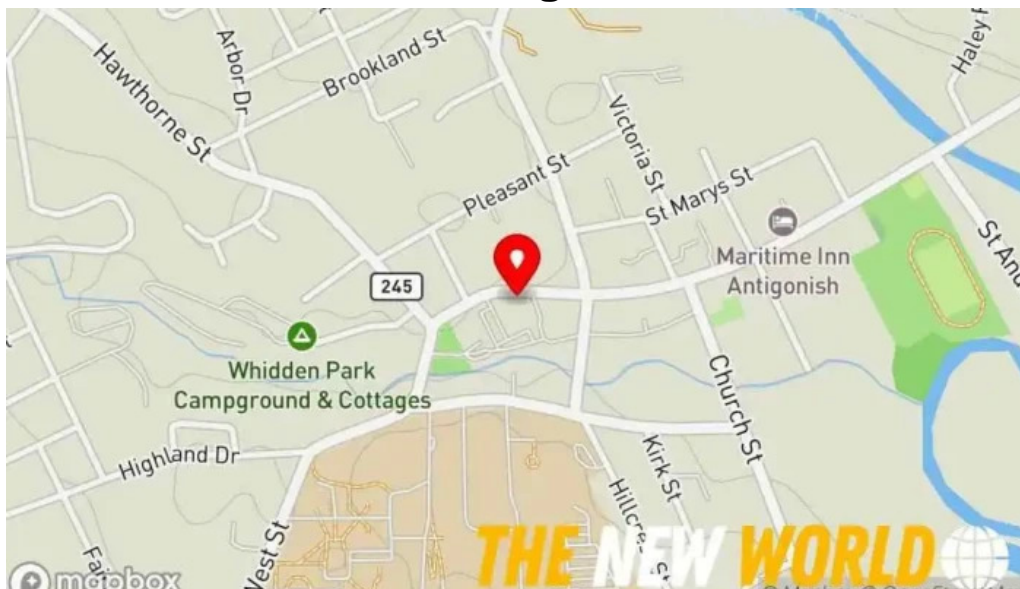 Hawthorne St
Arbor Dr
Brookland St
Haley
Victoria St
Pleasant St
St Marys St
245
Maritime Inn
Antigonish
Whidden Park
Campground & Cottages
Church St
Highland Dr
Kirk St
West St
THE NEW WORLD
mapbox